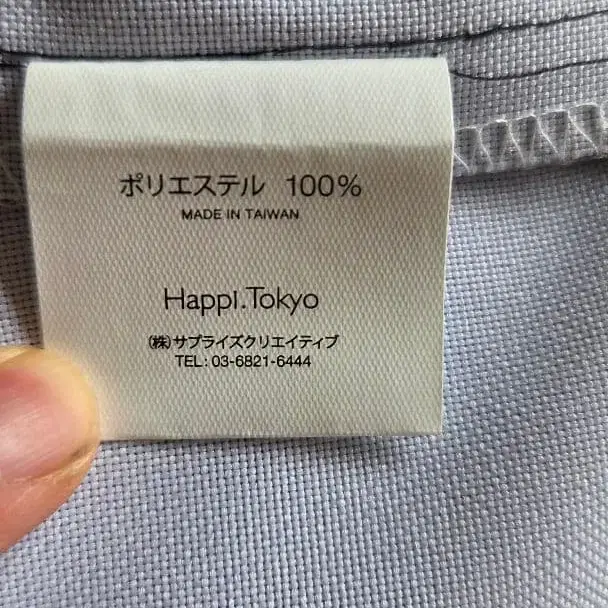 ポリエステル 100%
MADE IN TAIWAN
Happi.Tokyo
(株)サプライズクリエイティブ
TEL: 03-6821-6444